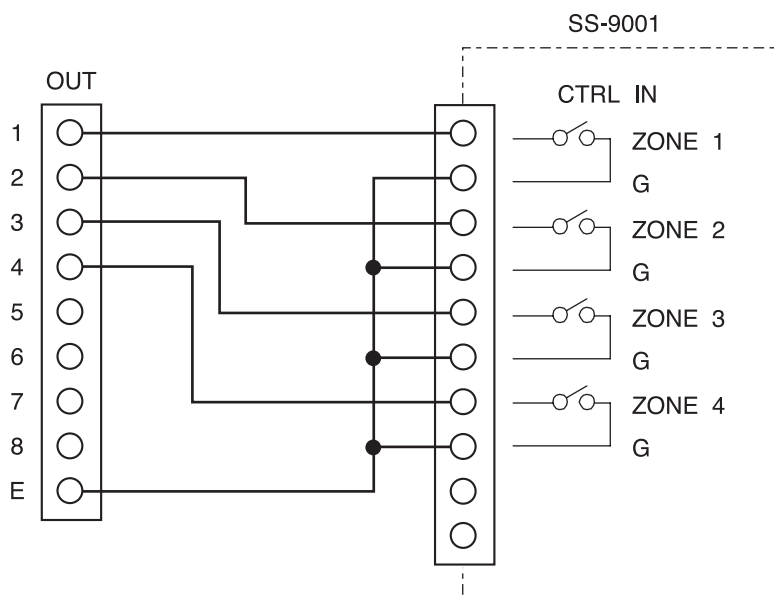 SS-9001
OUT
CTRL IN
1
2
3
4
5
6
7
8
E
ZONE 1
G
ZONE 2
G
ZONE 3
G
ZONE 4
G